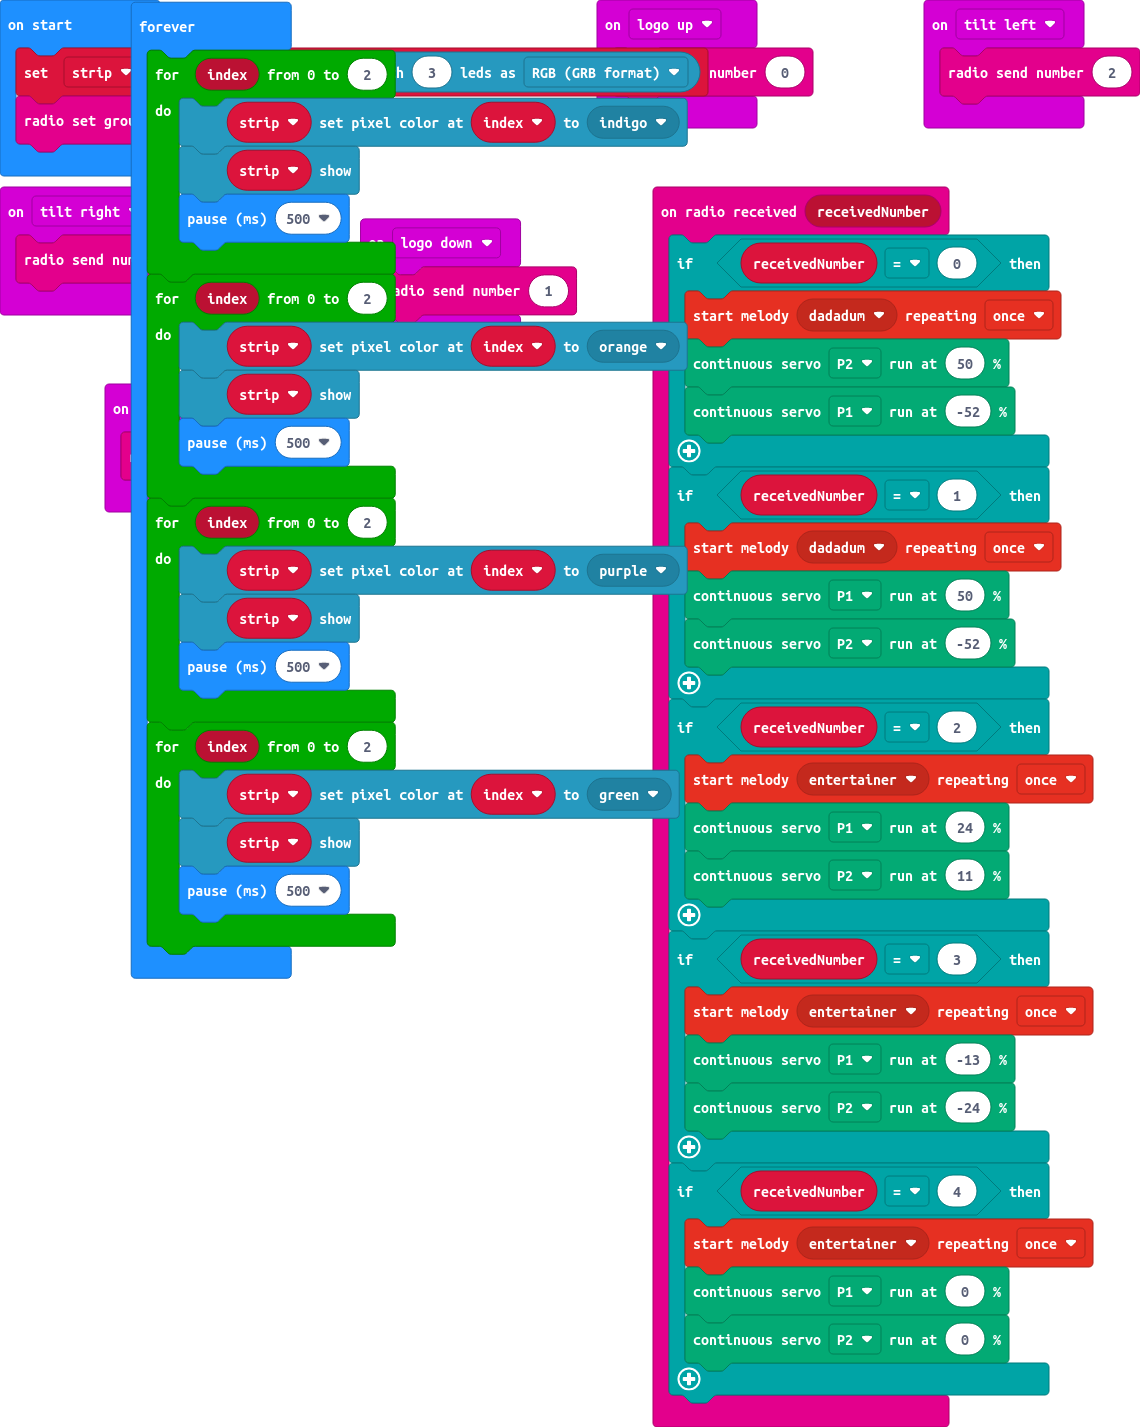 on start
set strip
radio set grou
forever
for index from 0 to 2
do
strip set pixel color at index to indigo
strip show
pause (ms) 500
for index from 0 to 2
do
strip set pixel color at index to orange
strip show
pause (ms) 500
for index from 0 to 2
do
strip set pixel color at index to purple
strip show
pause (ms) 500
for index from 0 to 2
do
strip set pixel color at index to green
strip show
pause (ms) 500
h 3 leds as RGB (GRB format)
on logo up
number 0
on tilt left
radio send number 2
on tilt right
radio send num
logo down
adio send number 1
on
on radio received receivedNumber
if receivedNumber = 0 then
start melody dadadum repeating once
continuous servo P2 run at 50 %
continuous servo P1 run at -52 %
if receivedNumber = 1 then
start melody dadadum repeating once
continuous servo P1 run at 50 %
continuous servo P2 run at -52 %
if receivedNumber = 2 then
start melody entertainer repeating once
continuous servo P1 run at 24 %
continuous servo P2 run at 11 %
if receivedNumber = 3 then
start melody entertainer repeating once
continuous servo P1 run at -13 %
continuous servo P2 run at -24 %
if receivedNumber = 4 then
start melody entertainer repeating once
continuous servo P1 run at 0 %
continuous servo P2 run at 0 %